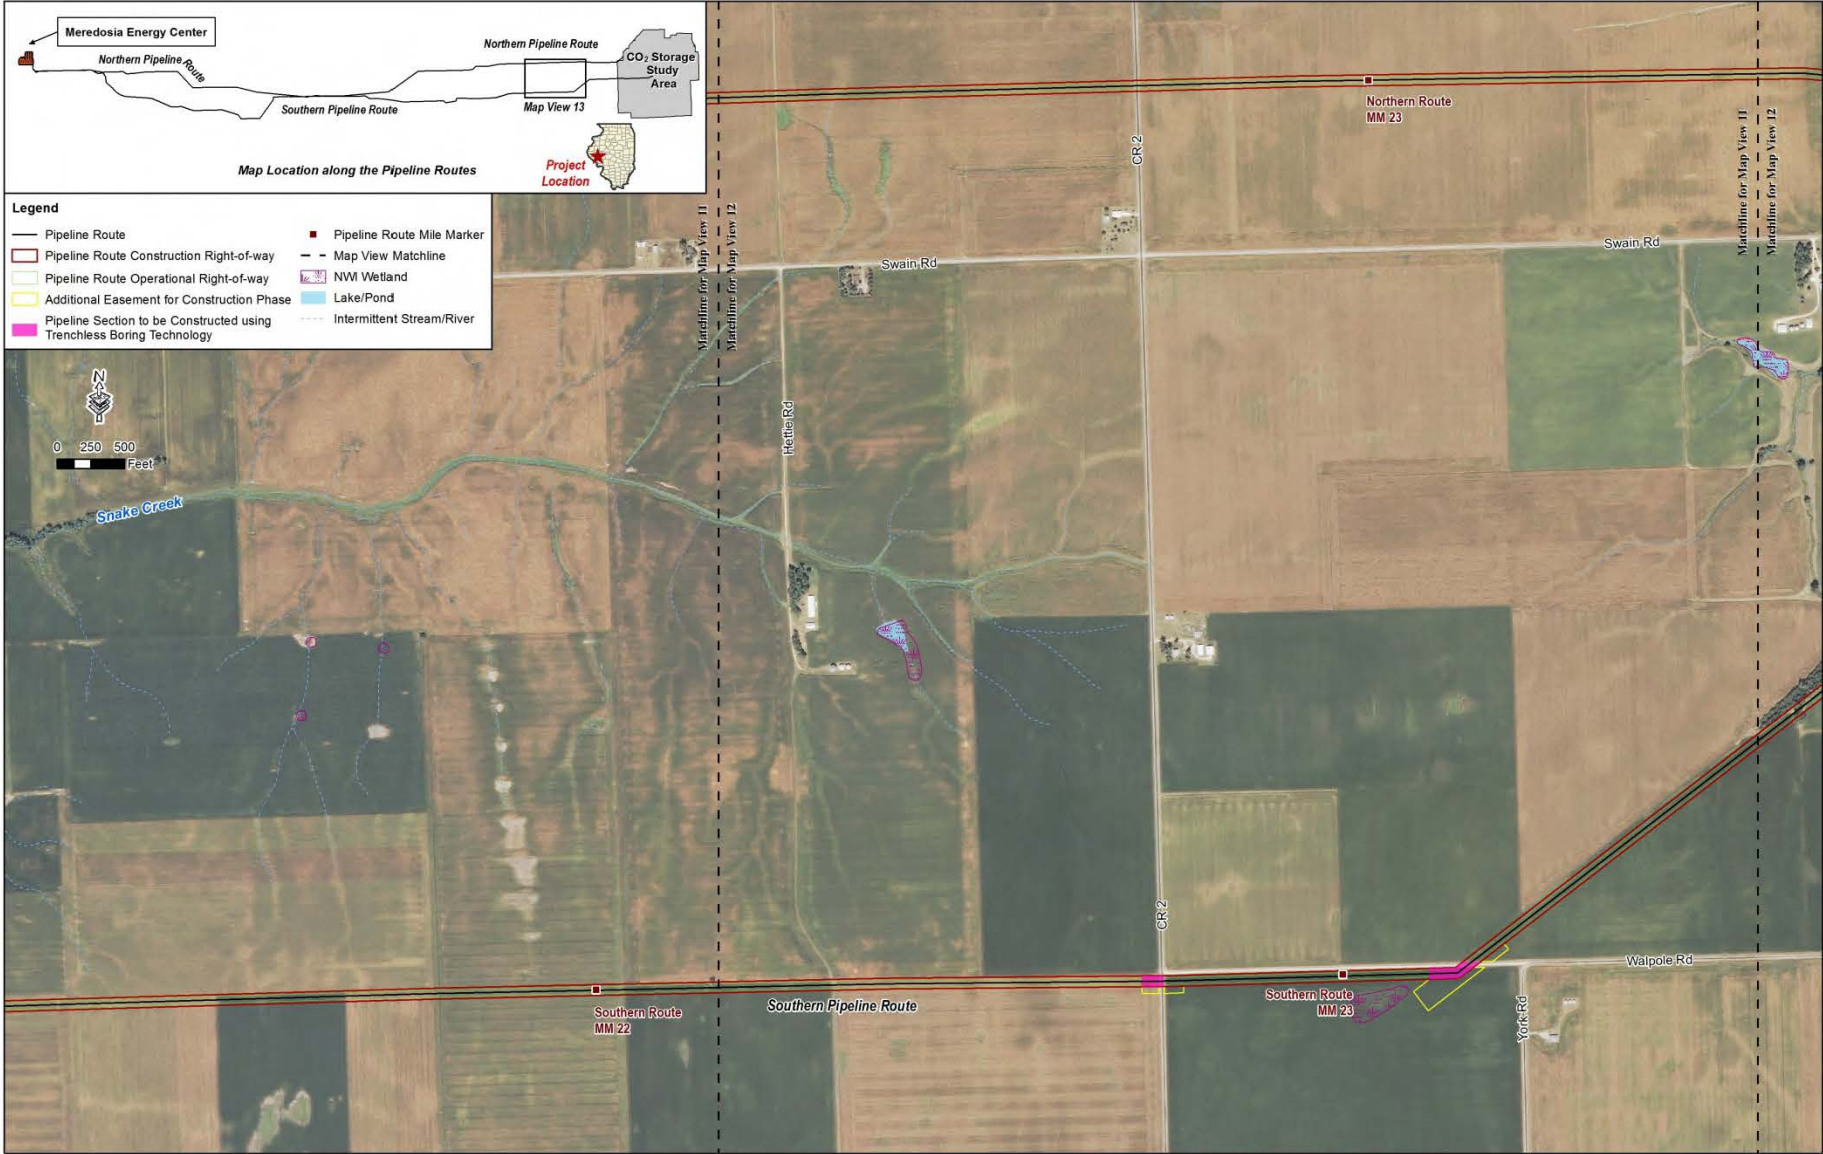 Meredosia Energy Center
Northern Pipeline Route
Northern Pipeline Route
CO₂ Storage
Study
Area
Southern Pipeline Route
Map View 13
Map Location along the Pipeline Routes
Project
Location
Legend
Pipeline Route
Pipeline Route Construction Right-of-way
Pipeline Route Operational Right-of-way
Additional Easement for Construction Phase
Pipeline Section to be Constructed using
Trenchless Boring Technology
Pipeline Route Mile Marker
Map View Matchline
NWI Wetland
Lake/Pond
Intermittent Stream/River
N
0 250 500
Feet
Northern Route
MM 23
CR 2
Matchline for Map View 11
Matchline for Map View 12
Matchline for Map View 11
Matchline for Map View 12
Swain Rd
Swain Rd
Hettie Rd
Snake Creek
CR 2
Walpole Rd
Southern Route
MM 22
Southern Pipeline Route
Southern Route
MM 23
York Rd